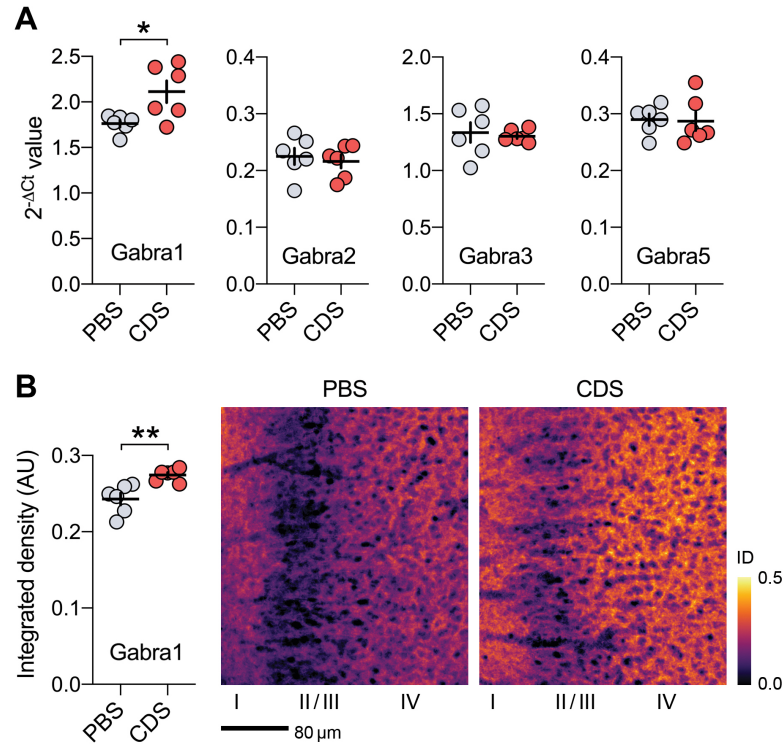 A
*
2^-ΔCt value
2.5
2.0
1.5
1.0
0.5
0.0
Gabra1
PBS
CDS
0.4
0.3
0.2
0.1
0.0
Gabra2
PBS
CDS
2.0
1.5
1.0
0.5
0.0
Gabra3
PBS
CDS
0.4
0.3
0.2
0.1
0.0
Gabra5
PBS
CDS
B
**
Integrated density (AU)
0.3
0.2
0.1
0.0
Gabra1
PBS
CDS
PBS
CDS
I
II / III
IV
I
II / III
IV
80 µm
ID
0.5
0.0